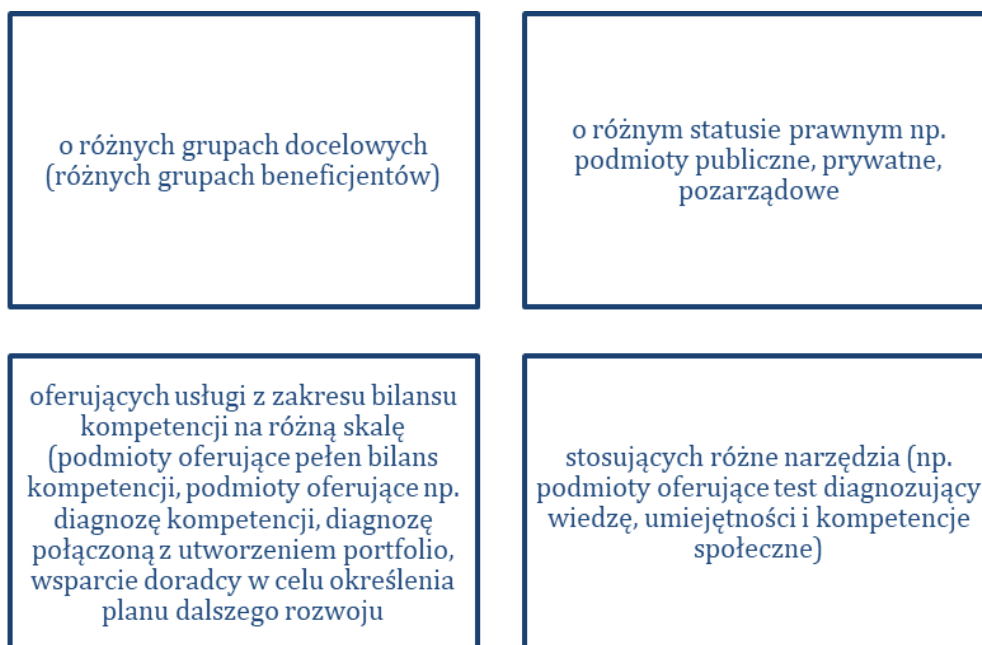 o różnych grupach docelowych
(różnych grupach beneficjentów)
o różnym statusie prawnym np.
podmioty publiczne, prywatne,
pozarządowe
oferujących usługi z zakresu bilansu
kompetencji na różną skalę
(podmioty oferujące pełen bilans
kompetencji, podmioty oferujące np.
diagnozę kompetencji, diagnozę
połączoną z utworzeniem portfolio,
wsparcie doradcy w celu określenia
planu dalszego rozwoju
stosujących różne narzędzia (np.
podmioty oferujące test diagnozujący
wiedzę, umiejętności i kompetencje
społeczne)